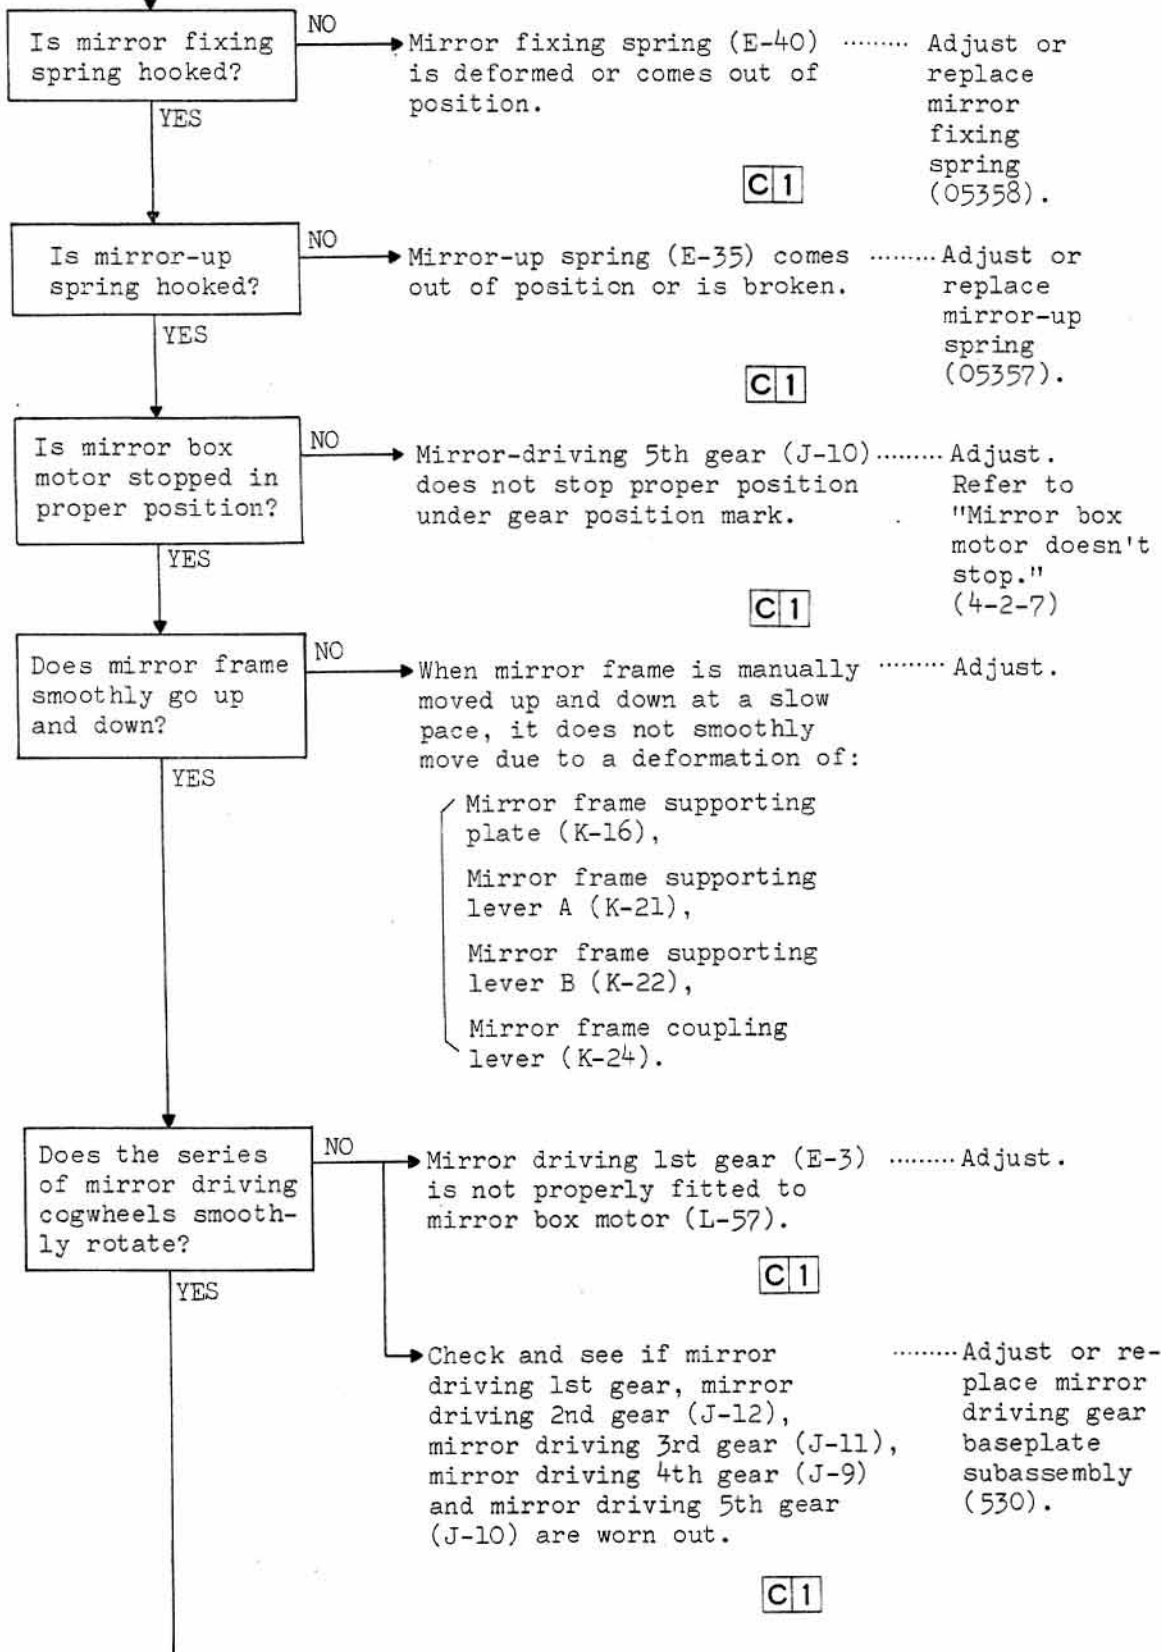 Is mirror fixing
spring hooked?
NO
Mirror fixing spring (E-40)
is deformed or comes out of
position.
......... Adjust or
replace
mirror
fixing
spring
(05358).
C 1
YES
Is mirror-up
spring hooked?
NO
Mirror-up spring (E-35) comes
out of position or is broken.
......... Adjust or
replace
mirror-up
spring
(05357).
C 1
YES
Is mirror box
motor stopped in
proper position?
NO
Mirror-driving 5th gear (J-10)
does not stop proper position
under gear position mark.
......... Adjust.
Refer to
"Mirror box
motor doesn't
stop."
(4-2-7)
C 1
YES
Does mirror frame
smoothly go up
and down?
NO
When mirror frame is manually
moved up and down at a slow
pace, it does not smoothly
move due to a deformation of:
......... Adjust.
Mirror frame supporting
plate (K-16),
Mirror frame supporting
lever A (K-21),
Mirror frame supporting
lever B (K-22),
Mirror frame coupling
lever (K-24).
YES
Does the series
of mirror driving
cogwheels smooth-
ly rotate?
NO
Mirror driving 1st gear (E-3)
is not properly fitted to
mirror box motor (L-57).
......... Adjust.
C 1
YES
Check and see if mirror
driving 1st gear, mirror
driving 2nd gear (J-12),
mirror driving 3rd gear (J-11),
mirror driving 4th gear (J-9)
and mirror driving 5th gear
(J-10) are worn out.
......... Adjust or re-
place mirror
driving gear
baseplate
subassembly
(530).
C 1